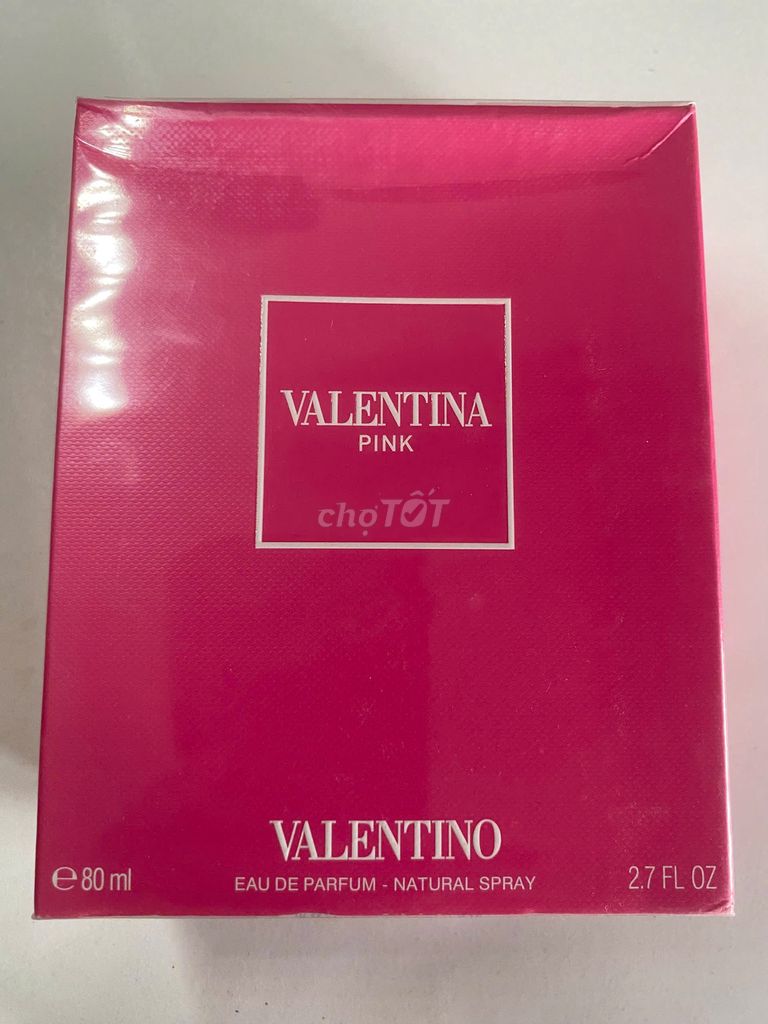 VALENTINA
PINK
chợTỐT
VALENTINO
℮80 ml
EAU DE PARFUM - NATURAL SPRAY
2.7 FL OZ